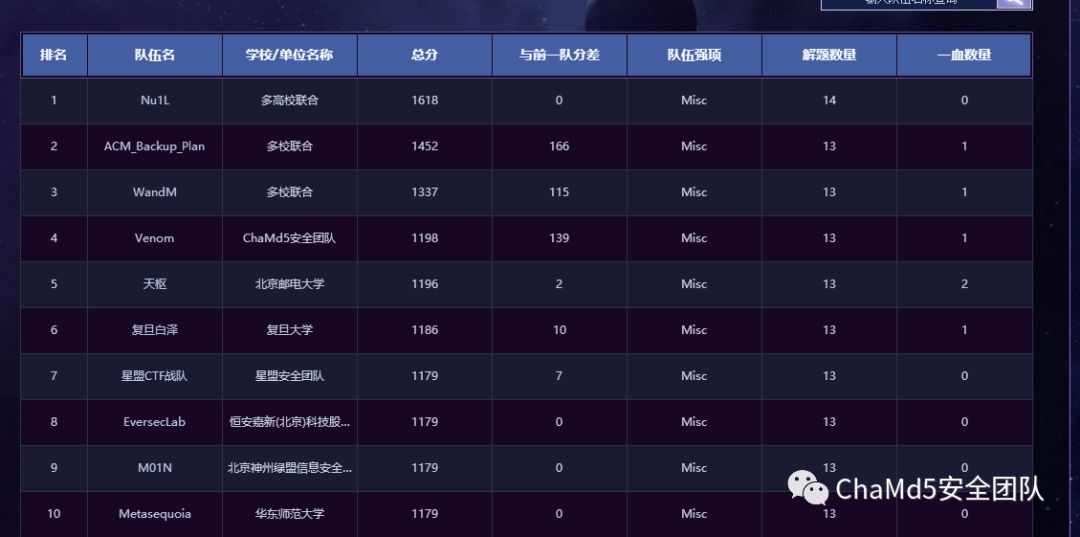 输入队伍名称查询
排名 队伍名 学校/单位名称 总分 与前一队分差 队伍强项 解题数量 一血数量
1 Nu1L 多高校联合 1618 0 Misc 14 0
2 ACM_Backup_Plan 多校联合 1452 166 Misc 13 1
3 WandM 多校联合 1337 115 Misc 13 1
4 Venom ChaMd5安全团队 1198 139 Misc 13 1
5 天枢 北京邮电大学 1196 2 Misc 13 2
6 复旦白泽 复旦大学 1186 10 Misc 13 1
7 星盟CTF战队 星盟安全团队 1179 7 Misc 13 0
8 EversecLab 恒安嘉新(北京)科技股... 1179 0 Misc 13 0
9 M01N 北京神州绿盟信息安全... 1179 0 Misc 13 0
ChaMd5安全团队
10 Metasequoia 华东师范大学 1179 0 Misc 13 0